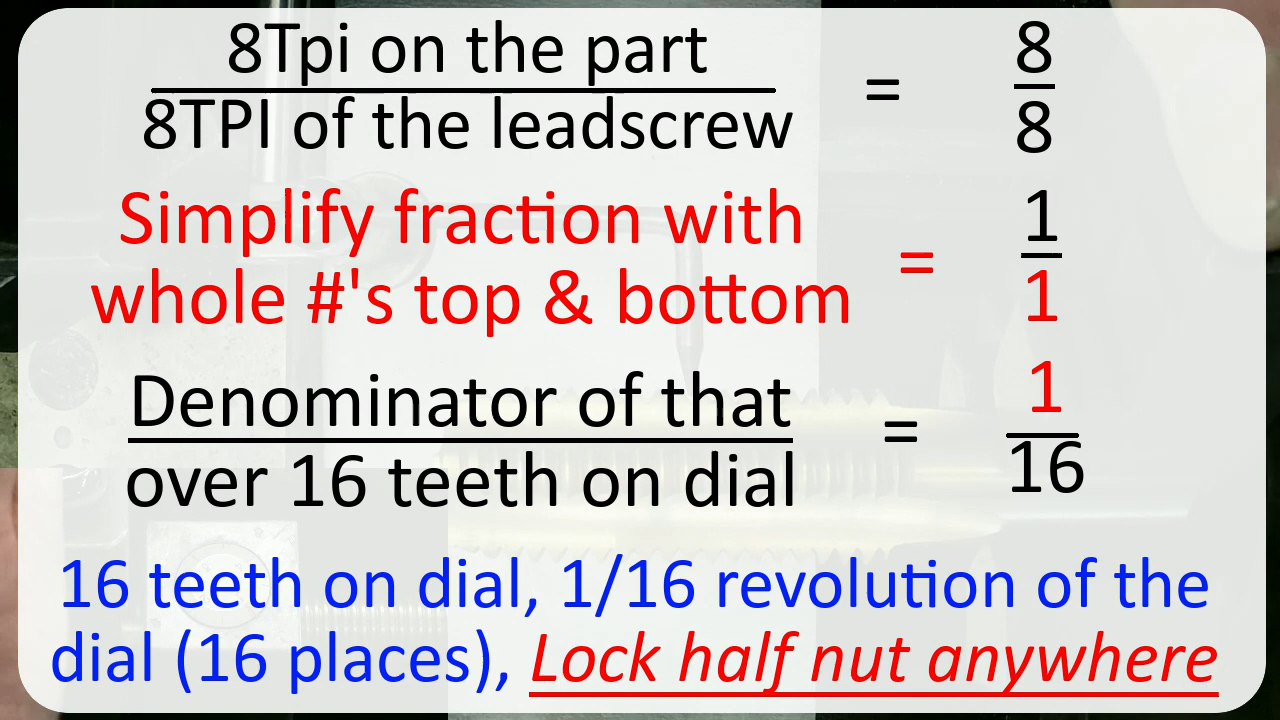 8Tpi on the part
8TPI of the leadscrew
=
8
8
Simplify fraction with
whole #'s top & bottom
=
1
1
Denominator of that
over 16 teeth on dial
=
1
16
16 teeth on dial, 1/16 revolution of the
dial (16 places), Lock half nut anywhere